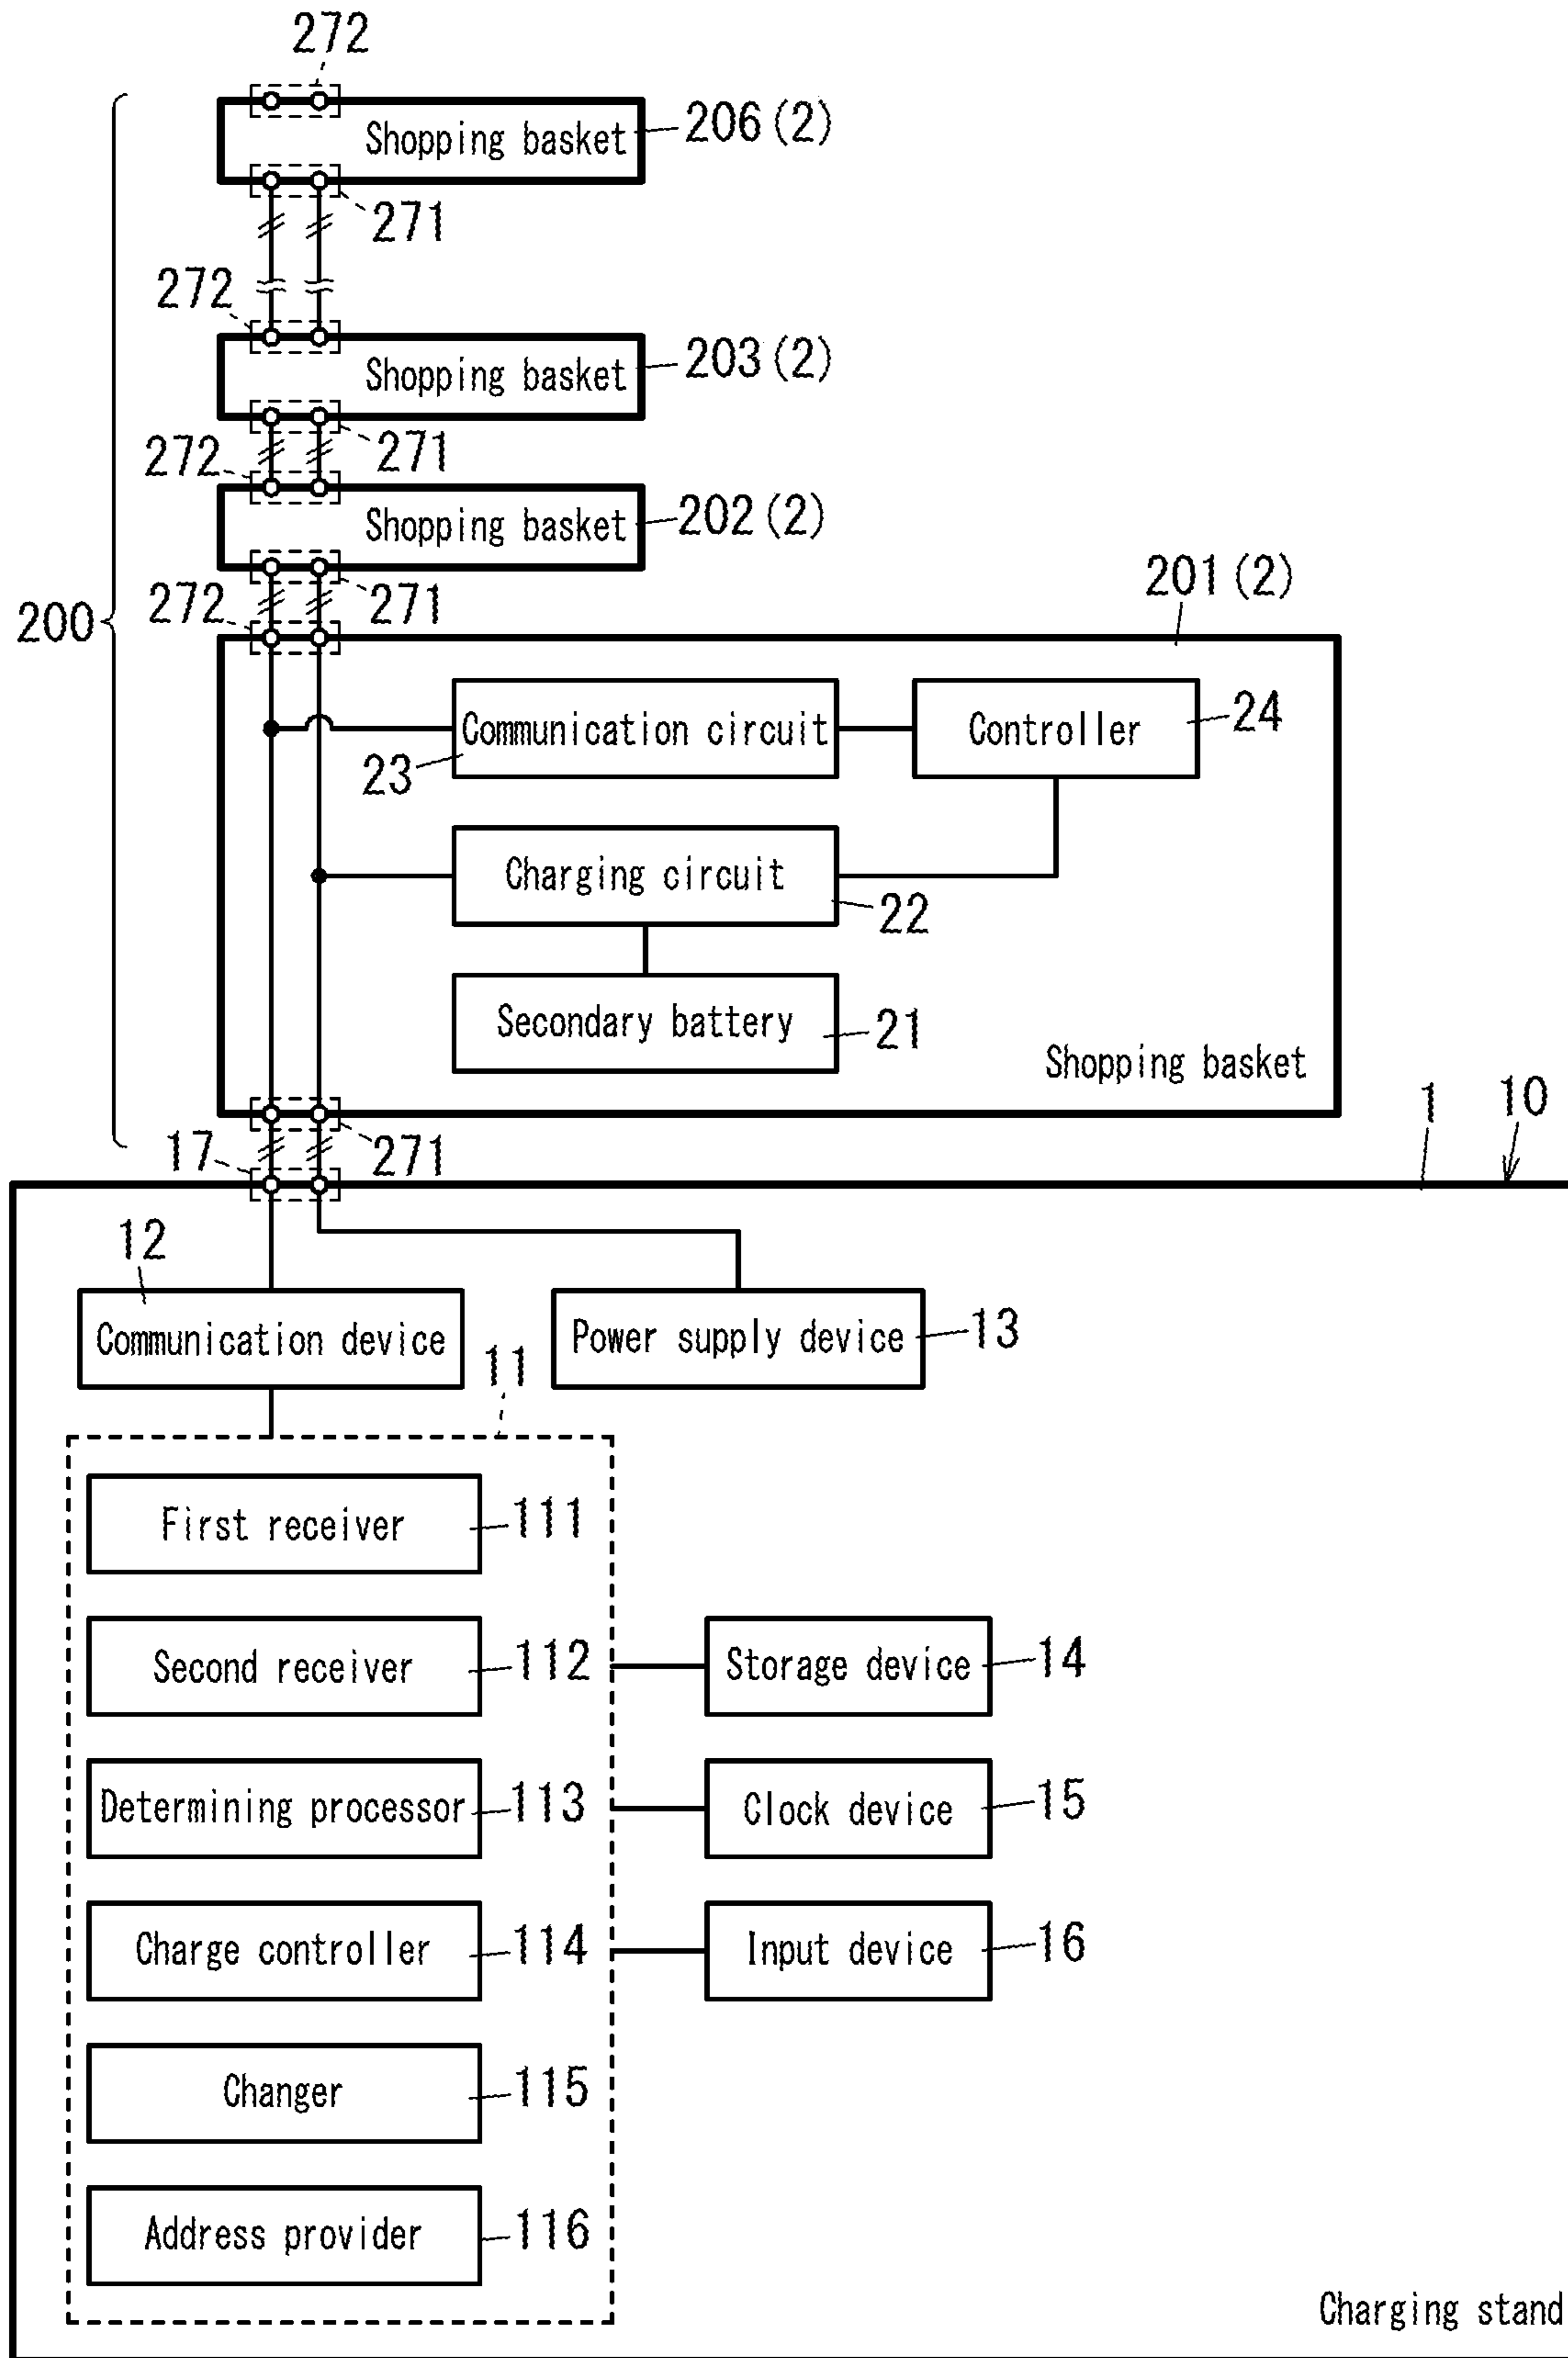 272
Shopping basket 206(2)
271
272
Shopping basket 203(2)
271
272
Shopping basket 202(2)
271
272
200
201(2)
Communication circuit
23
Controller
24
Charging circuit
22
Secondary battery
21
Shopping basket
271
17
1
10
12
Communication device
Power supply device
13
11
First receiver
111
Second receiver
112
Storage device
14
Determining processor
113
Clock device
15
Charge controller
114
Input device
16
Changer
115
Address provider
116
Charging stand